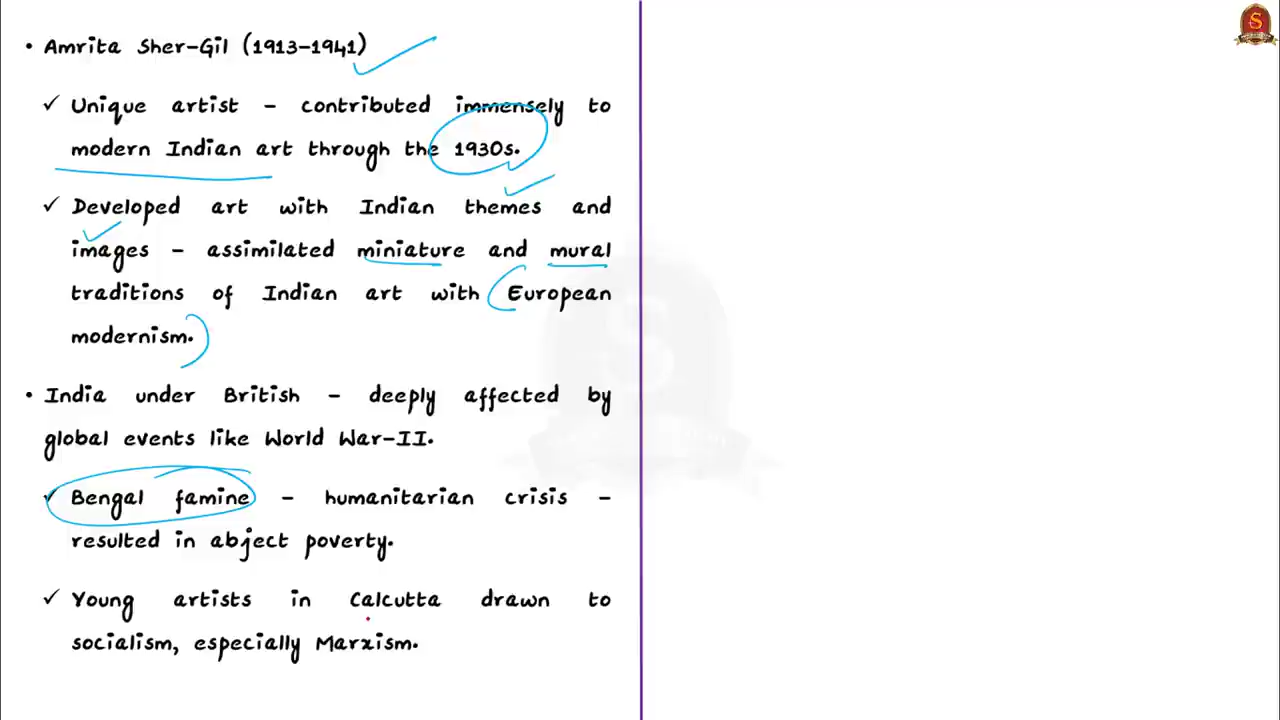 • Amrita Sher-Gil (1913-1941)
✓ Unique artist - contributed immensely to
modern Indian art through the 1930s.
✓ Developed art with Indian themes and
images - assimilated miniature and mural
traditions of Indian art with European
modernism.
• India under British - deeply affected by
global events like World War-II.
✓ Bengal famine - humanitarian crisis -
resulted in abject poverty.
✓ Young artists in Calcutta drawn to
socialism, especially Marxism.
S